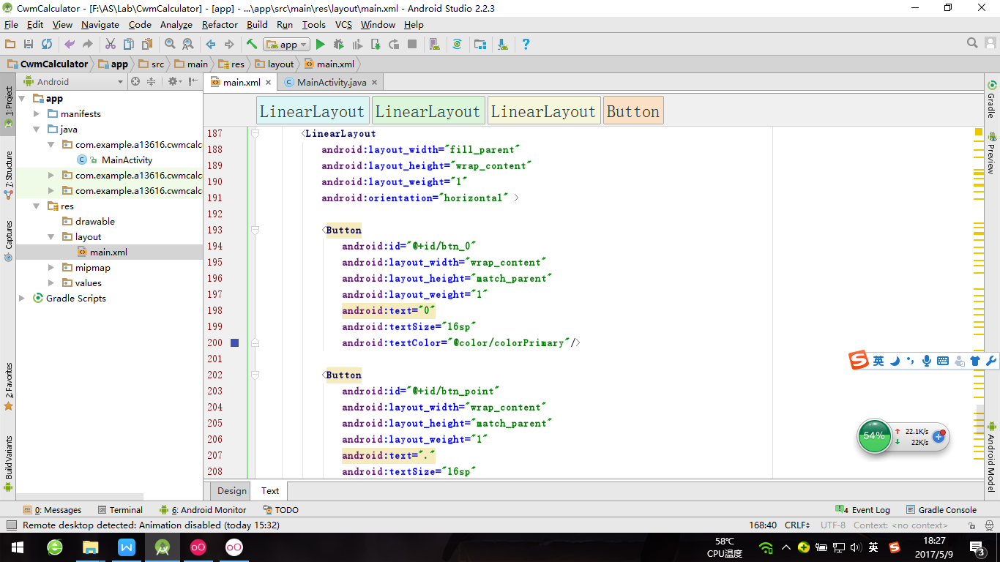 CwmCalculator - [F:\AS\Lab\CwmCalculator] - [app] - ...\app\src\main\res\layout\main.xml - Android Studio 2.2.3
File Edit View Navigate Code Analyze Refactor Build Run Tools VCS Window Help
app
CwmCalculator app src main res layout main.xml
Android
main.xml MainActivity.java
LinearLayout LinearLayout LinearLayout Button
1: Project
7: Structure
Captures
2: Favorites
Build Variants
app
manifests
java
com.example.a13616.cwmcalc
MainActivity
com.example.a13616.cwmcalc
com.example.a13616.cwmcalc
res
drawable
layout
main.xml
mipmap
values
Gradle Scripts
187 <LinearLayout
188 android:layout_width="fill_parent"
189 android:layout_height="wrap_content"
190 android:layout_weight="1"
191 android:orientation="horizontal" >
192
193 <Button
194 android:id="@+id/btn_0"
195 android:layout_width="wrap_content"
196 android:layout_height="match_parent"
197 android:layout_weight="1"
198 android:text="0"
199 android:textSize="16sp"
200 android:textColor="@color/colorPrimary"/>
201
202 <Button
203 android:id="@+id/btn_point"
204 android:layout_width="wrap_content"
205 android:layout_height="match_parent"
206 android:layout_weight="1"
207 android:text="."
208 android:textSize="16sp"
Gradle
Preview
Android Model
英
54% 22.1K/s
22K/s
Design Text
0: Messages Terminal 6: Android Monitor TODO 4 Event Log Gradle Console
Remote desktop detected: Animation disabled (today 15:32) 168:40 CRLF UTF-8 Context: <no context>
58℃
CPU温度
英
18:27
2017/5/9
3